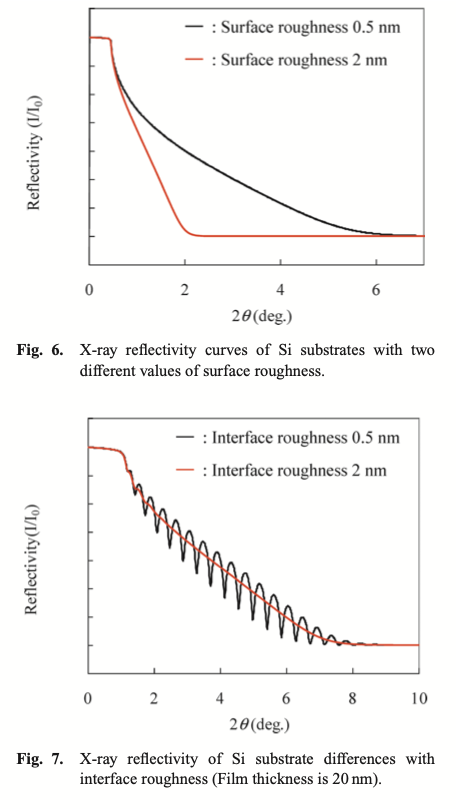 — : Surface roughness 0.5 nm
— : Surface roughness 2 nm
Reflectivity (I/I₀)
0 2 4 6
2θ(deg.)
Fig. 6. X-ray reflectivity curves of Si substrates with two
different values of surface roughness.
— : Interface roughness 0.5 nm
— : Interface roughness 2 nm
Reflectivity(I/I₀)
0 2 4 6 8 10
2θ(deg.)
Fig. 7. X-ray reflectivity of Si substrate differences with
interface roughness (Film thickness is 20 nm).